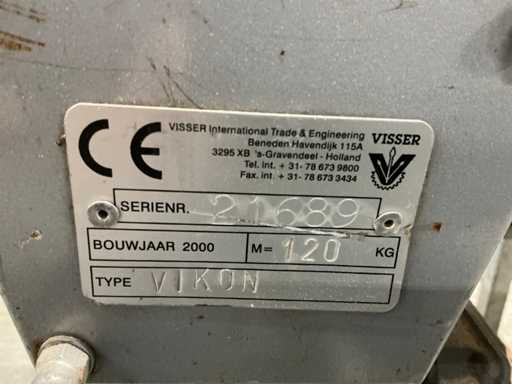 CE
VISSER International Trade & Engineering
Beneden Havendijk 115A
3295 XB 's-Gravendeel - Holland
Tel. int. + 31- 78 673 9800
Fax. int. + 31- 78 673 3434
VISSER
V
SERIENR. 21689
BOUWJAAR 2000 M= 120 KG
TYPE VIKON